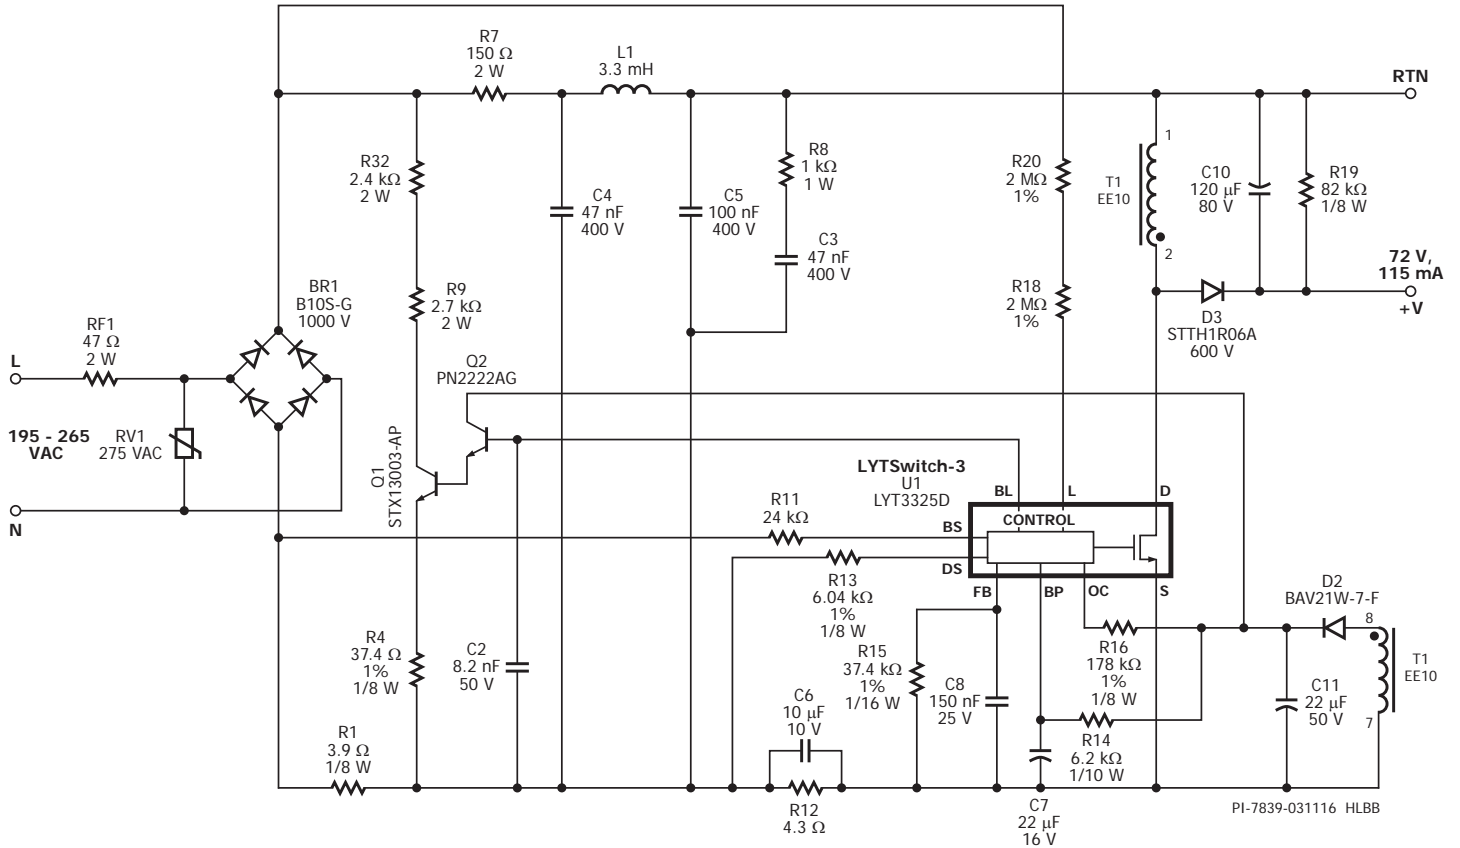 R7
150 Ω
2 W
L1
3.3 mH
RTN
R32
2.4 kΩ
2 W
C4
47 nF
400 V
C5
100 nF
400 V
R8
1 kΩ
1 W
C3
47 nF
400 V
R20
2 MΩ
1%
R18
2 MΩ
1%
1
T1
EE10
2
C10
120 μF
80 V
R19
82 kΩ
1/8 W
72 V,
115 mA
+V
D3
STTH1R06A
600 V
BR1
B10S-G
1000 V
R9
2.7 kΩ
2 W
RF1
47 Ω
2 W
L
195 - 265
VAC
RV1
275 VAC
N
Q2
PN2222AG
Q1
STX13003-AP
LYTSwitch-3
U1
LYT3325D
BL
L
D
CONTROL
BS
DS
FB
BP
OC
S
R11
24 kΩ
R13
6.04 kΩ
1%
1/8 W
R15
37.4 kΩ
1%
1/16 W
C8
150 nF
25 V
R16
178 kΩ
1%
1/8 W
R14
6.2 kΩ
1/10 W
D2
BAV21W-7-F
8
T1
EE10
7
C11
22 μF
50 V
R4
37.4 Ω
1%
1/8 W
C2
8.2 nF
50 V
R1
3.9 Ω
1/8 W
C6
10 μF
10 V
R12
4.3 Ω
C7
22 μF
16 V
PI-7839-031116 HLBB